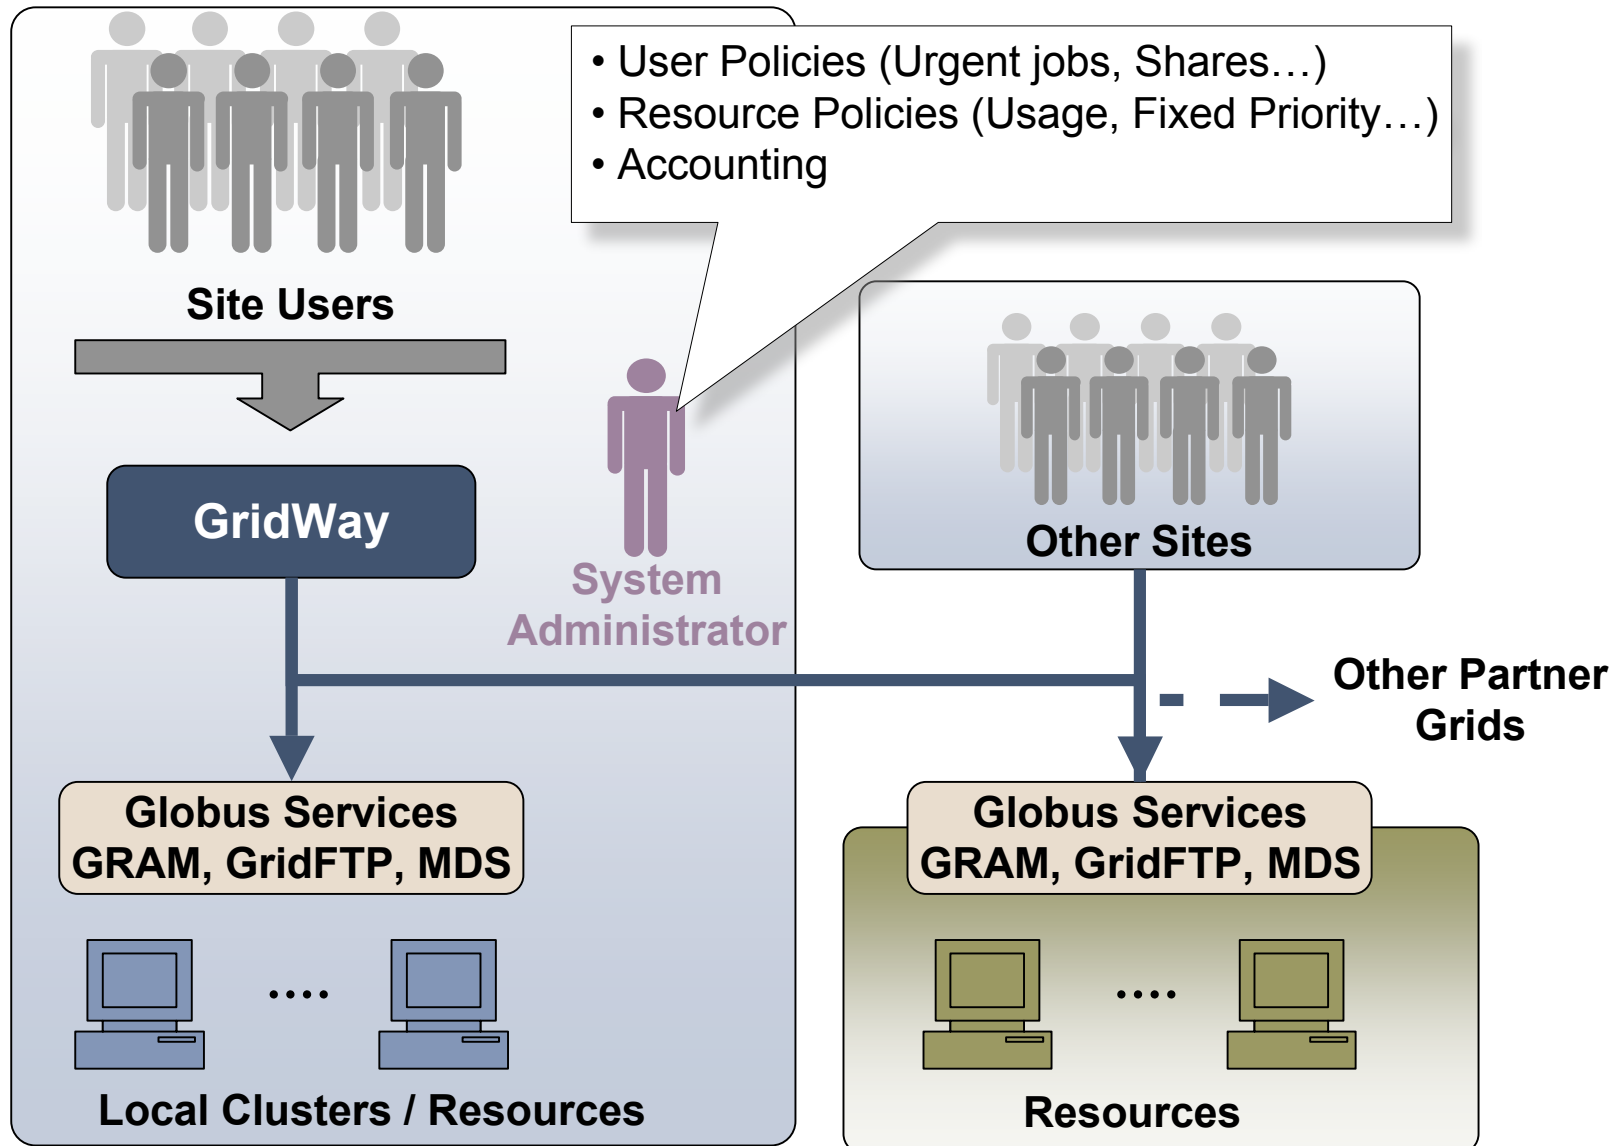 • User Policies (Urgent jobs, Shares…)
• Resource Policies (Usage, Fixed Priority…)
• Accounting
Site Users
GridWay
System
Administrator
Other Sites
Other Partner
Grids
Globus Services
GRAM, GridFTP, MDS
....
Local Clusters / Resources
Globus Services
GRAM, GridFTP, MDS
....
Resources